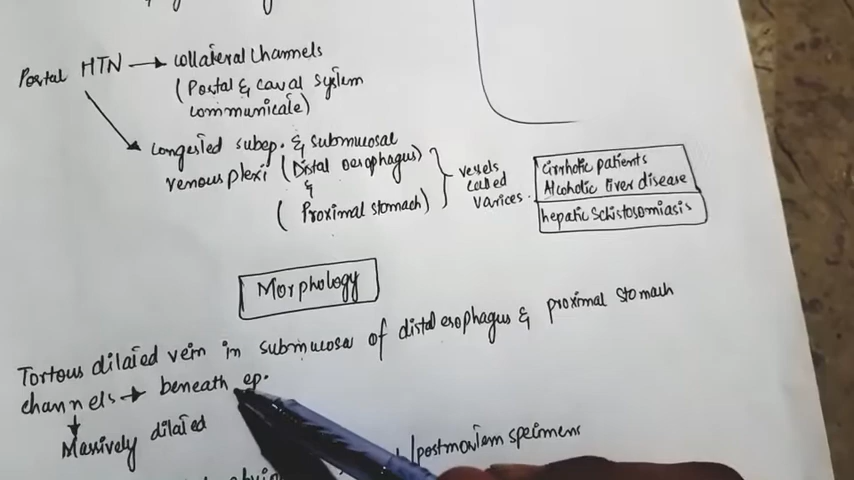 Portal HTN → collateral channels
(Portal & caval system
communicate)
Congested subep. & submucosal
venous plexi (Distal oesophagus)
&
(Proximal stomach)
vessels
called
varices.
Cirrhotic patients
Alcoholic liver disease
hepatic schistosomiasis
Morphology
Tortous dilated vein in submucosa of distal esophagus & proximal stomach
channels → beneath ep.
Massively dilated
/postmortem specimens